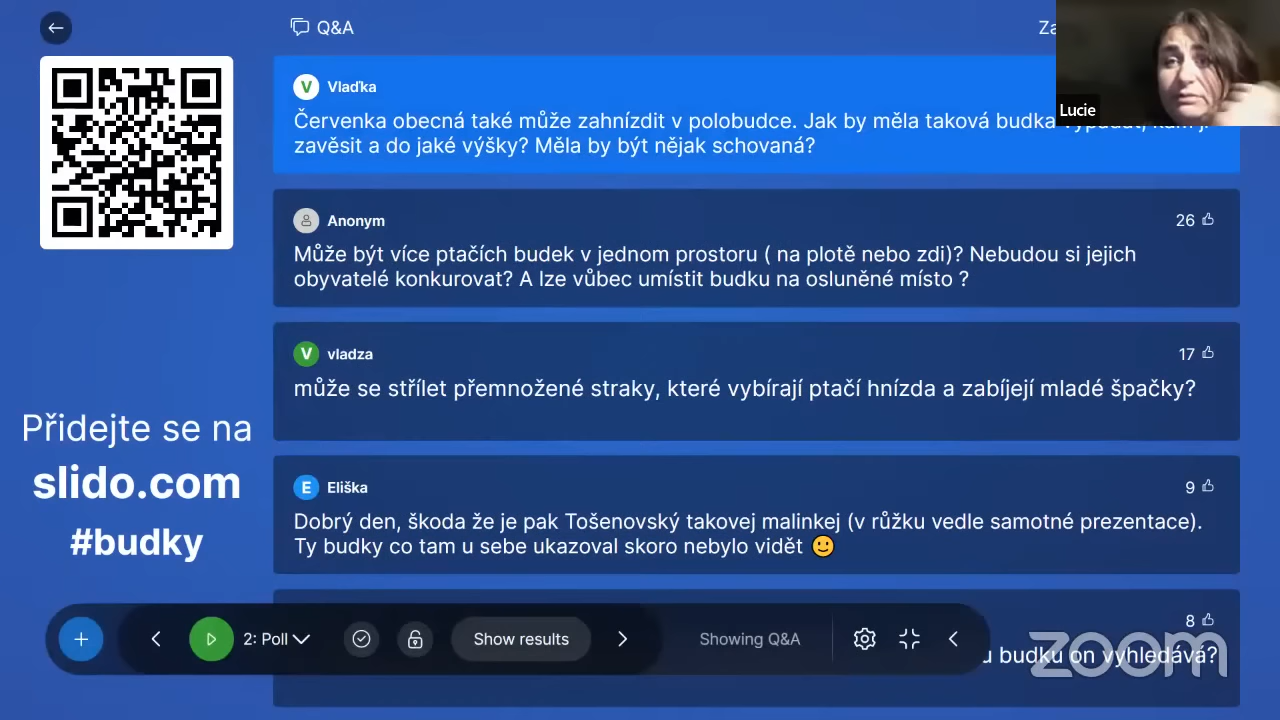 Q&A
Za
Lucie
V Vlaďka
Červenka obecná také může zahnízdit v polobudce. Jak by měla taková budka
zavěsit a do jaké výšky? Měla by být nějak schovaná?
Anonym
26
Může být více ptačích budek v jednom prostoru ( na plotě nebo zdi)? Nebudou si jejich
obyvatelé konkurovat? A lze vůbec umístit budku na osluněné místo ?
V vladza
17
může se střílet přemnožené straky, které vybírají ptačí hnízda a zabíjejí mladé špačky?
Přidejte se na
slido.com
#budky
E Eliška
9
Dobrý den, škoda že je pak Tošenovský takovej malinkej (v růžku vedle samotné prezentace).
Ty budky co tam u sebe ukazoval skoro nebylo vidět
8
budku on vyhledává?
2: Poll
Show results
Showing Q&A
zoom